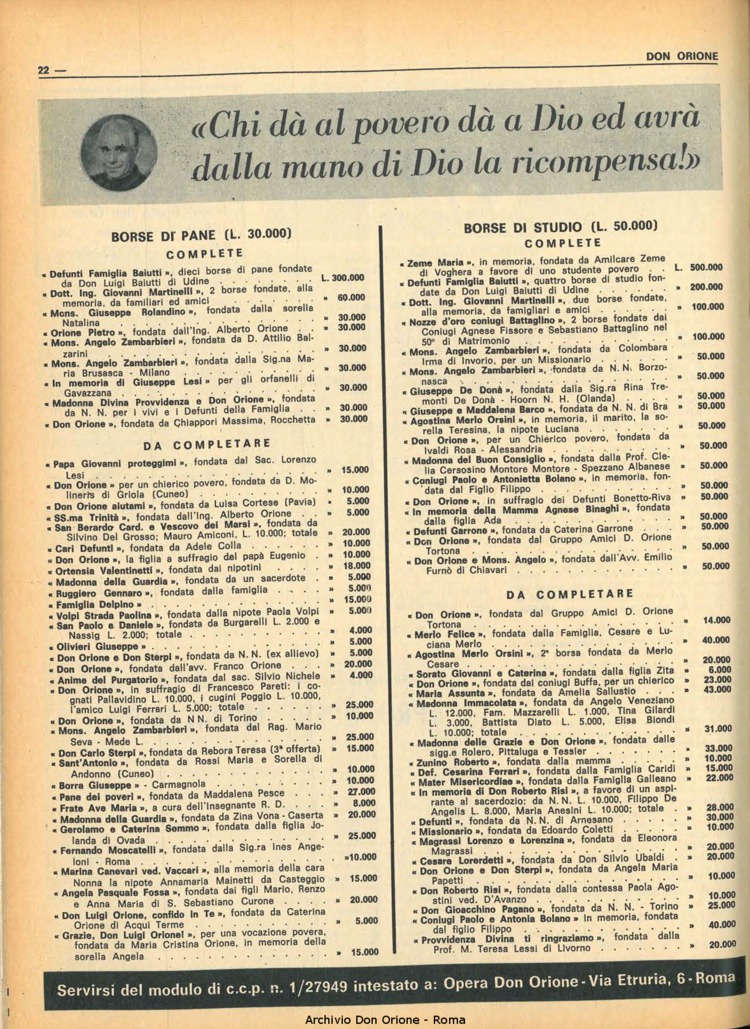 22 —
DON ORIONE
«Chi dà al povero dà a Dio ed avrà
dalla mano di Dio la ricompensa!»
BORSE DI PANE (L. 30.000)
COMPLETE
« Defunti Famiglia Baiutti », dieci borse di pane fondate
da Don Luigi Baiutti di Udine . . . L. 300.000
« Dott. Ing. Giovanni Martinelli », 2 borse fondate, alla
memoria, da familiari ed amici . . . » 60.000
« Mons. Giuseppe Rolandino », fondata dalla sorella
Natalina . . . » 30.000
« Orione Pietro », fondata dall'Ing. Alberto Orione . . » 30.000
« Mons. Angelo Zambarbieri », fondata da D. Attilio Bal-
zarini . . . » 30.000
« Mons. Angelo Zambarbieri », fondata dalla Sig.na Ma-
ria Brusasca - Milano . . . » 30.000
« In memoria di Giuseppe Lesi » per gli orfanelli di
Gavazzana . . . » 30.000
« Madonna Divina Provvidenza e Don Orione », fondata
da N. N. per i vivi e i Defunti della Famiglia . . » 30.000
« Don Orione », fondata da Chiappori Massima, Rocchetta » 30.000
DA COMPLETARE
« Papa Giovanni proteggimi », fondata dal Sac. Lorenzo
Lesi . . . » 15.000
« Don Orione » per un chierico povero, fondata da D. Mo-
lineris di Griola (Cuneo) . . . » 10.000
« Don Orione aiutami », fondata da Luisa Cortese (Pavia) » 5.000
« SS.ma Trinità », fondata dall'Ing. Alberto Orione . . » 5.000
« San Berardo Card. e Vescovo dei Marsi », fondata da
Silvino Del Grosso; Mauro Amiconi, L. 10.000; totale » 20.000
« Cari Defunti », fondata da Adele Colla . . . » 10.000
« Don Orione », la figlia a suffragio del papà Eugenio . » 10.000
« Ortensia Valentinetti », fondata dai nipotini . . » 18.000
« Madonna della Guardia », fondata da un sacerdote . » 5.000
« Ruggiero Gennaro », fondata dalla famiglia . . . » 5.000
« Famiglia Delpino » . . . » 15.000
« Volpi Strada Paolina », fondata dalla nipote Paola Volpi » 5.000
« San Paolo e Daniele », fondata da Burgarelli L. 2.000 e
Nassig L. 2.000; totale . . . » 4.000
« Olivieri Giuseppe » . . . » 5.000
« Don Orione e Don Sterpi », fondata da N. N. (ex allievo) » 5.000
« Don Orione », fondata dall'avv. Franco Orione . . » 20.000
« Anime del Purgatorio », fondata dal sac. Silvio Nichele » 4.000
« Don Orione », in suffragio di Francesco Pareti: i co-
gnati Pallavidino L. 10.000, i cugini Poggio L. 10.000,
l'amico Luigi Ferrari L. 5.000; totale . . . » 25.000
« Don Orione », fondata da N N. di Torino . . . » 10.000
« Mons. Angelo Zambarbieri », fondata dal Rag. Mario
Seva - Mede L. . . . » 25.000
« Don Carlo Sterpi », fondata da Rebora Teresa (3ª offerta) » 15.000
« Sant'Antonio », fondata da Rossi Maria e Sorella di
Andonno (Cuneo) . . . » 10.000
« Borra Giuseppe » - Carmagnola . . . » 10.000
« Pane dei poveri », fondata da Maddalena Pesce . . » 27.000
« Frate Ave Maria », a cura dell'Insegnante R. D. . . » 8.000
« Madonna della Guardia », fondata da Zina Vona - Caserta » 20.000
« Gerolamo e Caterina Sommo », fondata dalla figlia Jo-
landa di Ovada . . . » 25.000
« Fernando Moscatelli », fondata dalla Sig.ra Ines Ange-
loni - Roma . . . »10.000
« Marina Canevari ved. Vaccari », alla memoria della cara
Nonna la nipote Annamaria Mainetti da Casteggio » 15.000
« Angela Pasquale Fossa », fondata dai figli Mario, Renzo
e Anna Maria di S. Sebastiano Curone . . . » 20.000
« Don Luigi Orione, confido in Te », fondata da Caterina
Orione di Acqui Terme . . . » 5.000
« Grazie, Don Luigi Orione! », per una vocazione povera,
fondata da Maria Cristina Orione, in memoria della
sorella Angela . . . » 15.000
BORSE DI STUDIO (L. 50.000)
COMPLETE
« Zeme Maria », in memoria, fondata da Amilcare Zeme
di Voghera a favore di uno studente povero . . L. 500.000
« Defunti Famiglia Baiutti », quattro borse di studio fon-
date da Don Luigi Baiutti di Udine . . . » 200.000
« Dott. Ing. Giovanni Martinelli », due borse fondate,
alla memoria, da famigliari e amici . . . » 100.000
« Nozze d'oro coniugi Battaglino », 2 borse fondate dai
Coniugi Agnese Fissore e Sebastiano Battaglino nel
50º di Matrimonio . . . » 100.000
« Mons. Angelo Zambarbieri », fondata da Colombara
Irma di Invorio, per un Missionario . . . » 50.000
« Mons. Angelo Zambarbieri », fondata da N. N. Borzo-
nasca . . . » 50.000
« Giuseppe De Donà », fondata dalla Sig.ra Rina Tre-
monti De Donà - Hoorn N. H. (Olanda) . . . » 50.000
« Giuseppe e Maddalena Barco », fondata da N. N. di Bra » 50.000
« Agostina Merlo Orsini », in memoria, il marito, la so-
rella Teresina, la nipote Luciana . . . » 50.000
« Don Orione », per un Chierico povero, fondata da
Ivaldi Rosa - Alessandria . . . » 50.000
« Madonna del Buon Consiglio », fondata dalla Prof. Cle-
lia Cersosino Montore Montore - Spezzano Albanese » 50.000
« Coniugi Paolo e Antonietta Bolano », in memoria, fon-
data dal Figlio Filippo . . . » 50.000
« Don Orione », in suffragio dei Defunti Bonetto-Riva » 50.000
« In memoria della Mamma Agnese Binaghi », fondata
dalla figlia Ada . . . » 50.000
« Defunti Garrone », fondata da Caterina Garrone . . » 50.000
« Don Orione », fondata dal Gruppo Amici D. Orione
Tortona . . . » 50.000
« Don Orione e Mons. Angelo », fondata dall'Avv. Emilio
Furnò di Chiavari . . . » 50.000
DA COMPLETARE
« Don Orione », fondata dal Gruppo Amici D. Orione
Tortona . . . » 14.000
« Merlo Felice », fondata dalla Famiglia, Cesare e Lu-
ciana Merlo . . . » 40.000
« Agostina Merlo Orsini », 2ª borsa fondata da Merlo
Cesare . . . » 20.000
« Sorato Giovanni e Caterina », fondata dalla figlia Zita » 6.000
« Don Orione », fondata dai coniugi Buffa, per un chierico » 23.000
« Maria Assunta », fondata da Amelia Sallustio . . » 43.000
« Madonna Immacolata », fondata da Angelo Veneziano
L. 12.000, Fam. Mazzarelli L. 1.000, Tina Gilardi
L. 3.000, Battista Diato L. 5.000, Elisa Biondi
L. 10.000; totale . . . » 31.000
« Madonna delle Grazie e Don Orione », fondata dalle
sigg.e Rolero, Pittaluga e Tessier . . . » 33.000
« Zunino Roberto », fondata dalla mamma . . . » 10.000
« Def. Cesarina Ferrari », fondata dalla Famiglia Caridi » 15.000
« Mater Misericordiae », fondata dalla Famiglia Galleano » 22.000
« In memoria di Don Roberto Risi », a favore di un aspi-
rante al sacerdozio: da N. N. L. 10.000, Filippo De
Angelis L. 8.000, Maria Anesini L. 10.000; totale . » 28.000
« Defunti », fondata da N. N. di Arnesano . . . » 30.000
« Missionario », fondata da Edoardo Coletti . . . » 10.000
« Magrassi Lorenzo e Lorenzina », fondata da Eleonora
Magrassi . . . » 20.000
« Cesare Lorerdetti », fondata da Don Silvio Ubaldi . » 20.000
« Don Orione e Don Sterpi », fondata da Angela Maria
Papetti . . . » 10.000
« Don Roberto Risi », fondata dalla contessa Paola Ago-
stini ved. D'Avanzo . . . » 10.000
« Don Gioacchino Pagano », fondata da N. N. - Torino » 25.000
« Coniugi Paolo e Antonia Bolano » In memoria, fondata
dal figlio Filippo . . . » 40.000
« Provvidenza Divina ti ringraziamo », fondata dalla
Prof. M. Teresa Lessi di Livorno . . . » 20.000
Servirsi del modulo di c.c.p. n. 1/27949 intestato a: Opera Don Orione - Via Etruria, 6 - Roma
Archivio Don Orione - Roma